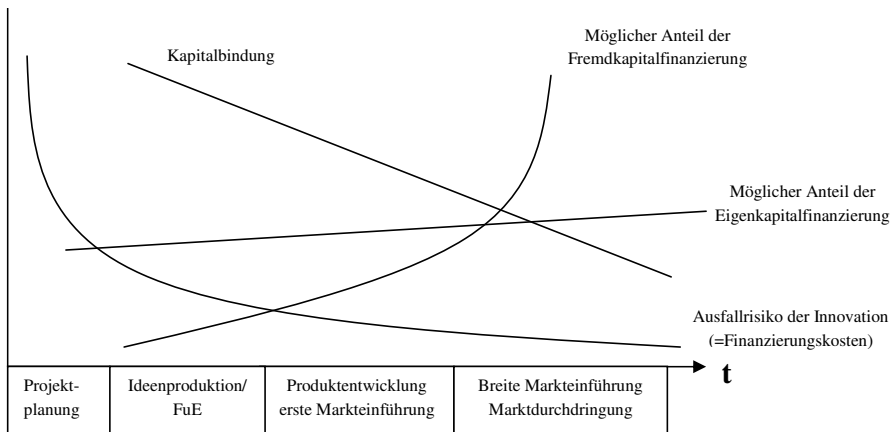 Kapitalbindung
Möglicher Anteil der
Fremdkapitalfinanzierung
Möglicher Anteil der
Eigenkapitalfinanzierung
Ausfallrisiko der Innovation
(=Finanzierungskosten)
t
Projekt-
planung
Ideenproduktion/
FuE
Produktentwicklung
erste Markteinführung
Breite Markteinführung
Marktdurchdringung